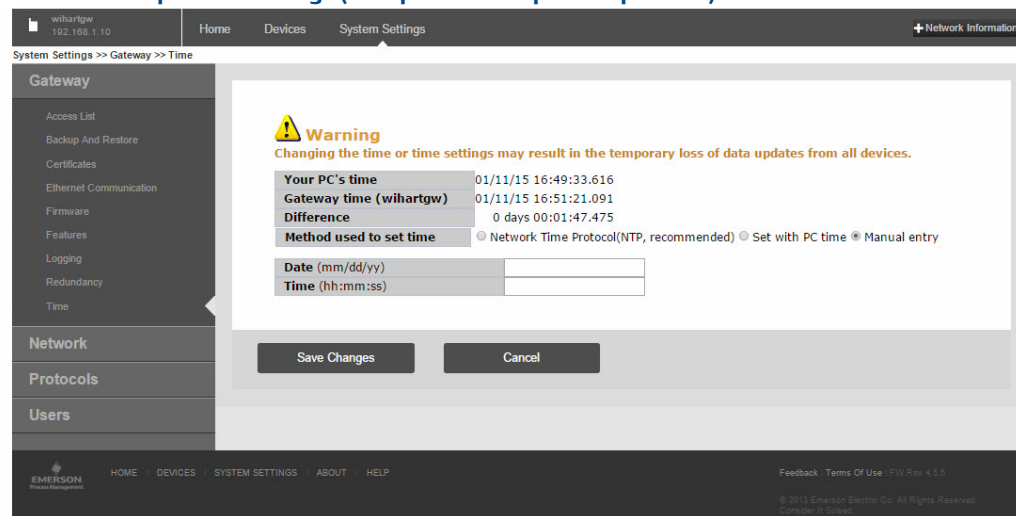 wihartgw
192.168.1.10
Home Devices System Settings
+ Network Information
System Settings >> Gateway >> Time
Gateway
Access List
Backup And Restore
Certificates
Ethernet Communication
Firmware
Features
Logging
Redundancy
Time
Network
Protocols
Users
Warning
Changing the time or time settings may result in the temporary loss of data updates from all devices.
Your PC's time 01/11/15 16:49:33.616
Gateway time (wihartgw) 01/11/15 16:51:21.091
Difference 0 days 00:01:47.475
Method used to set time Network Time Protocol(NTP, recommended) Set with PC time Manual entry
Date (mm/dd/yy)
Time (hh:mm:ss)
Save Changes Cancel
EMERSON
Process Management
HOME | DEVICES | SYSTEM SETTINGS | ABOUT | HELP
Feedback | Terms Of Use | FW Rev 4.5.6
© 2013 Emerson Electric Co. All Rights Reserved.
Consider It Solved.